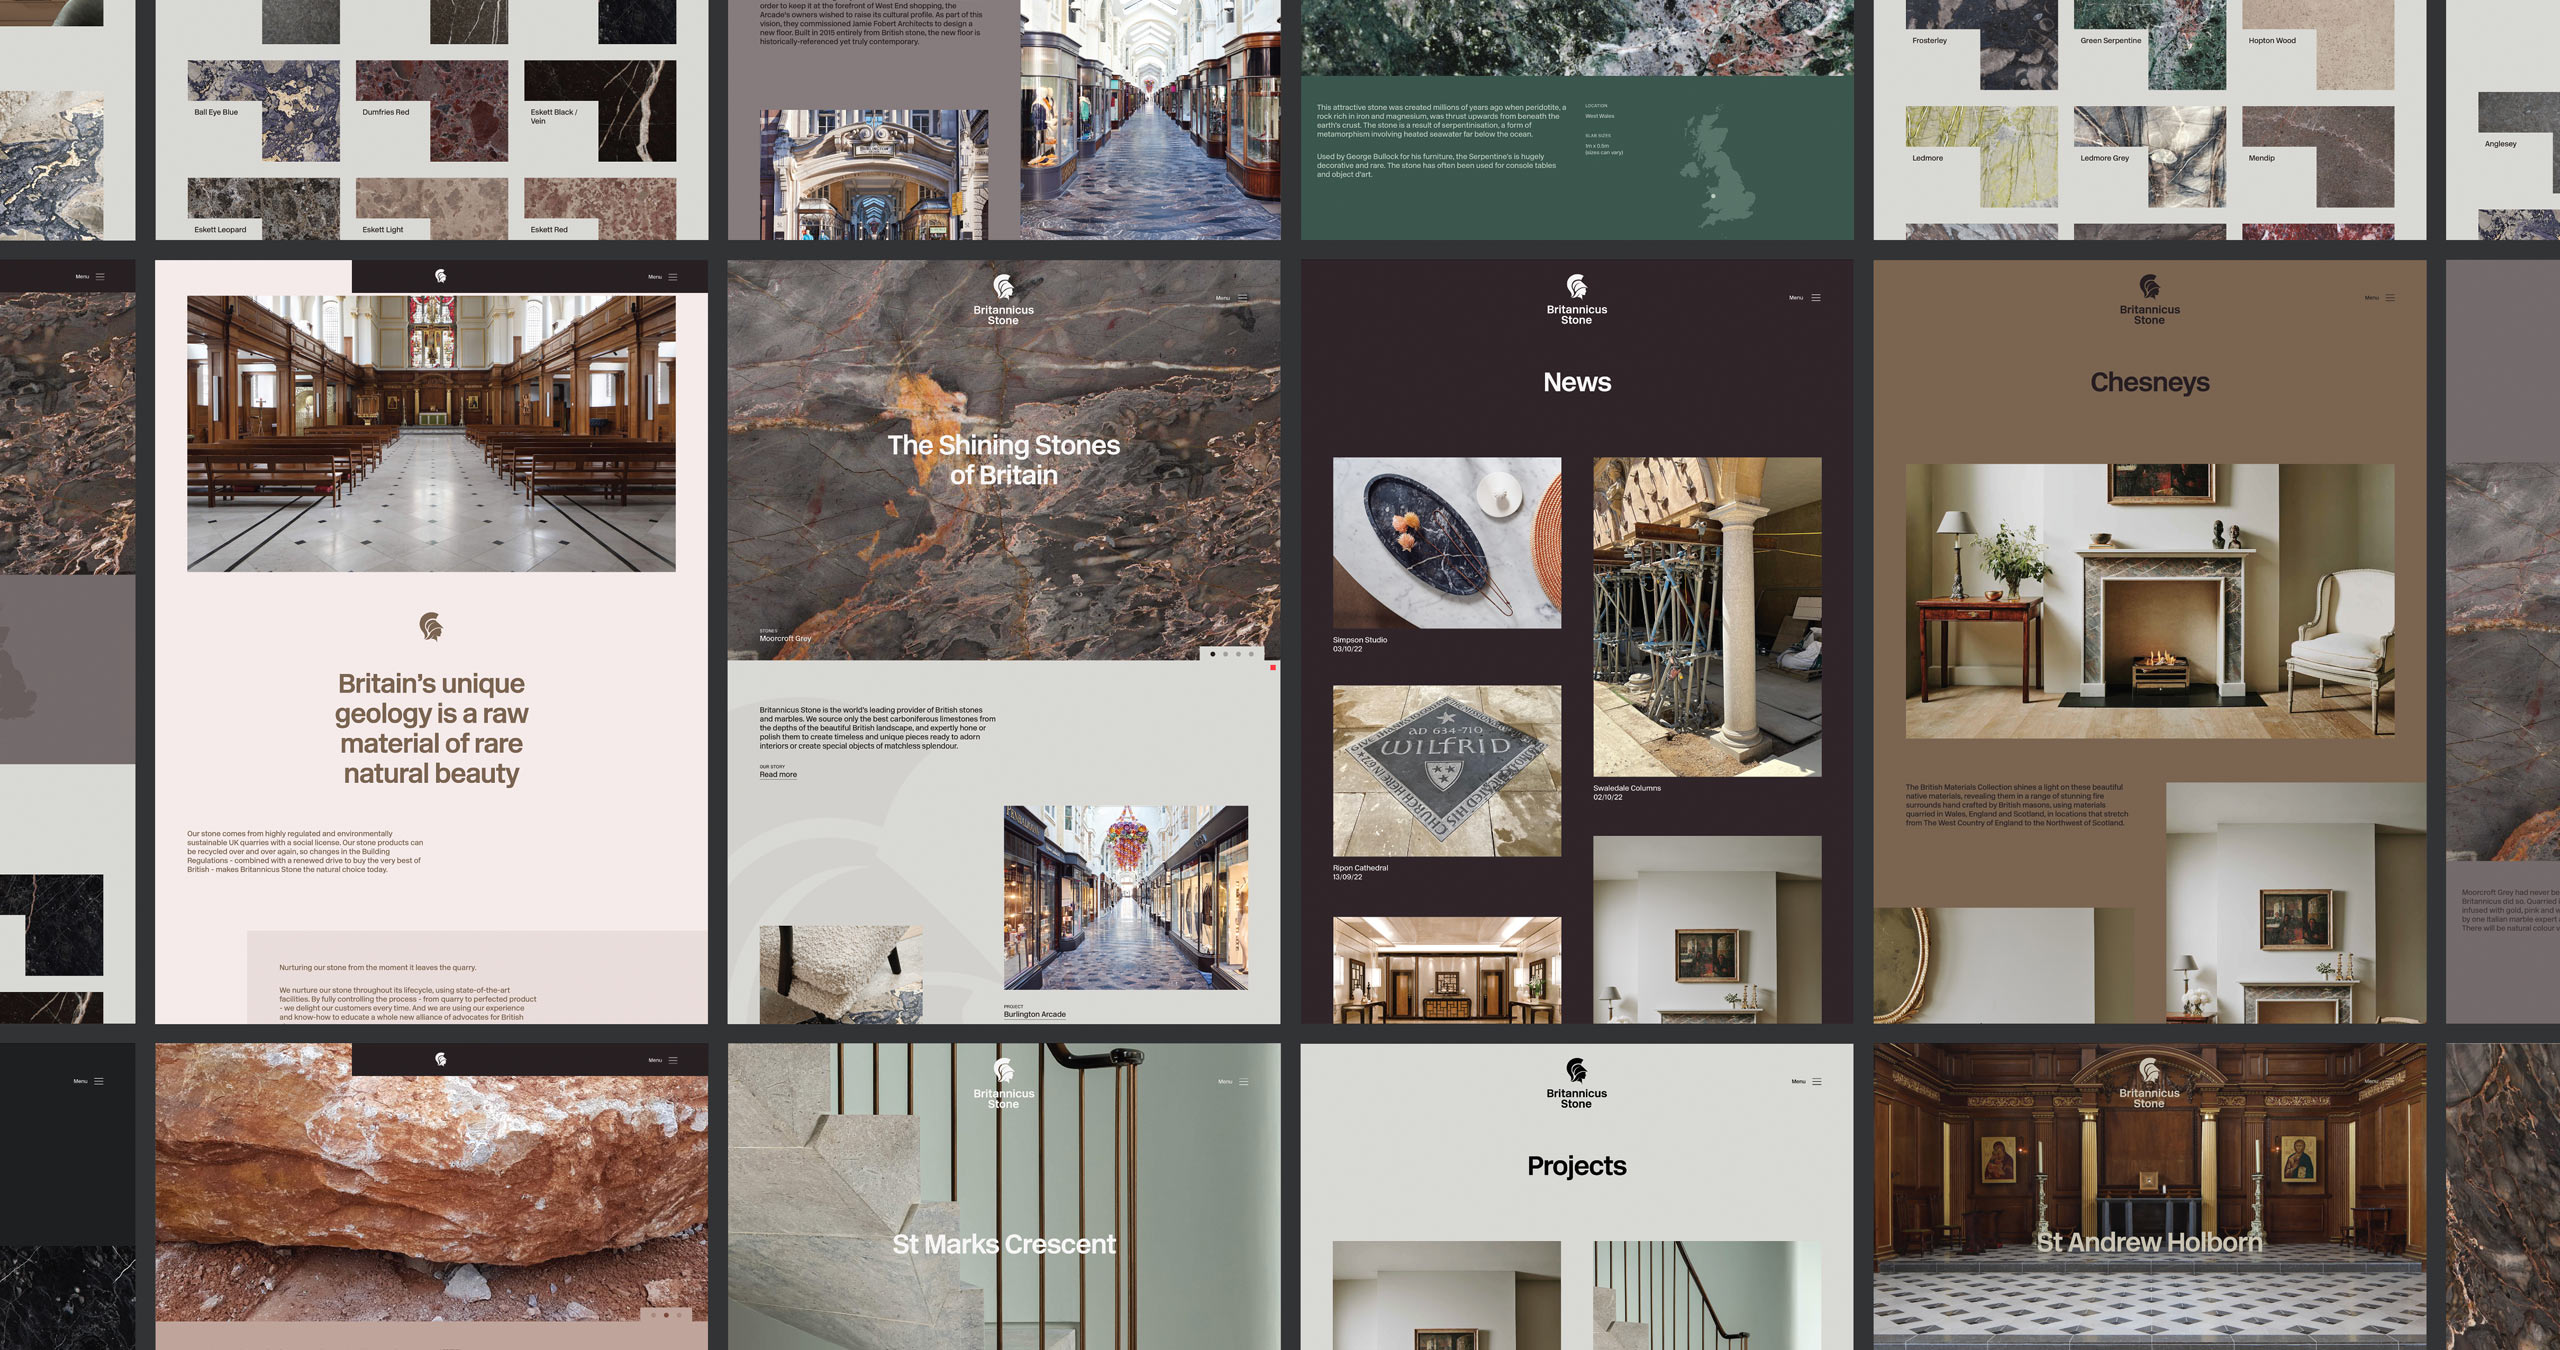 Ball Eye Blue
Dumfries Red
Eskett Black /
Vein
Eskett Leopard
Eskett Light
Eskett Red
order to keep it at the forefront of West End shopping, the
Arcade's owners wished to raise its cultural profile. As part of this
vision, they commissioned Jamie Fobert Architects to design a
new floor. Built in 2015 entirely from British stone, the new floor is
historically-referenced yet truly contemporary.
This attractive stone was created millions of years ago when peridotite, a
rock rich in iron and magnesium, was thrust upwards from beneath the
earth's crust. The stone is a result of serpentinisation, a form of
metamorphism involving heated seawater far below the ocean.
Used by George Bullock for his furniture, the Serpentine's is hugely
decorative and rare. The stone has often been used for console tables
and object d'art.
LOCATION
West Wales
SLAB SIZES
1m x 0.5m
(sizes can vary)
Frosterley
Green Serpentine
Hopton Wood
Ledmore
Ledmore Grey
Mendip
Anglesey
Menu
Menu
Britain's unique
geology is a raw
material of rare
natural beauty
Our stone comes from highly regulated and environmentally
sustainable UK quarries with a social license. Our stone products can
be recycled over and over again, so changes in the Building
Regulations - combined with a renewed drive to buy the very best of
British - makes Britannicus Stone the natural choice today.
Nurturing our stone from the moment it leaves the quarry.
We nurture our stone throughout its lifecycle, using state-of-the-art
facilities. By fully controlling the process - from quarry to perfected product
- we delight our customers every time. And we are using our experience
and know-how to educate a whole new alliance of advocates for British
Britannicus
Stone
Menu
The Shining Stones
of Britain
STONES
Moorcroft Grey
Britannicus Stone is the world's leading provider of British stones
and marbles. We source only the best carboniferous limestones from
the depths of the beautiful British landscape, and expertly hone or
polish them to create timeless and unique pieces ready to adorn
interiors or create special objects of matchless splendour.
OUR STORY
Read more
PROJECT
Burlington Arcade
Britannicus
Stone
Menu
News
Simpson Studio
03/10/22
AD 634-710
WILFRID
Ripon Cathedral
13/09/22
Swaledale Columns
02/10/22
Britannicus
Stone
Menu
Chesneys
The British Materials Collection shines a light on these beautiful
native materials, revealing them in a range of stunning fire
surrounds hand crafted by British masons, using materials
quarried in Wales, England and Scotland, in locations that stretch
from The West Country of England to the Northwest of Scotland.
Moorcroft Grey had never be
Britannicus did so. Quarried i
infused with gold, pink and w
by one Italian marble expert
There will be natural colour v
Menu
Menu
Britannicus
Stone
Menu
St Marks Crescent
Britannicus
Stone
Menu
Projects
Britannicus
Stone
Menu
St Andrew Holborn